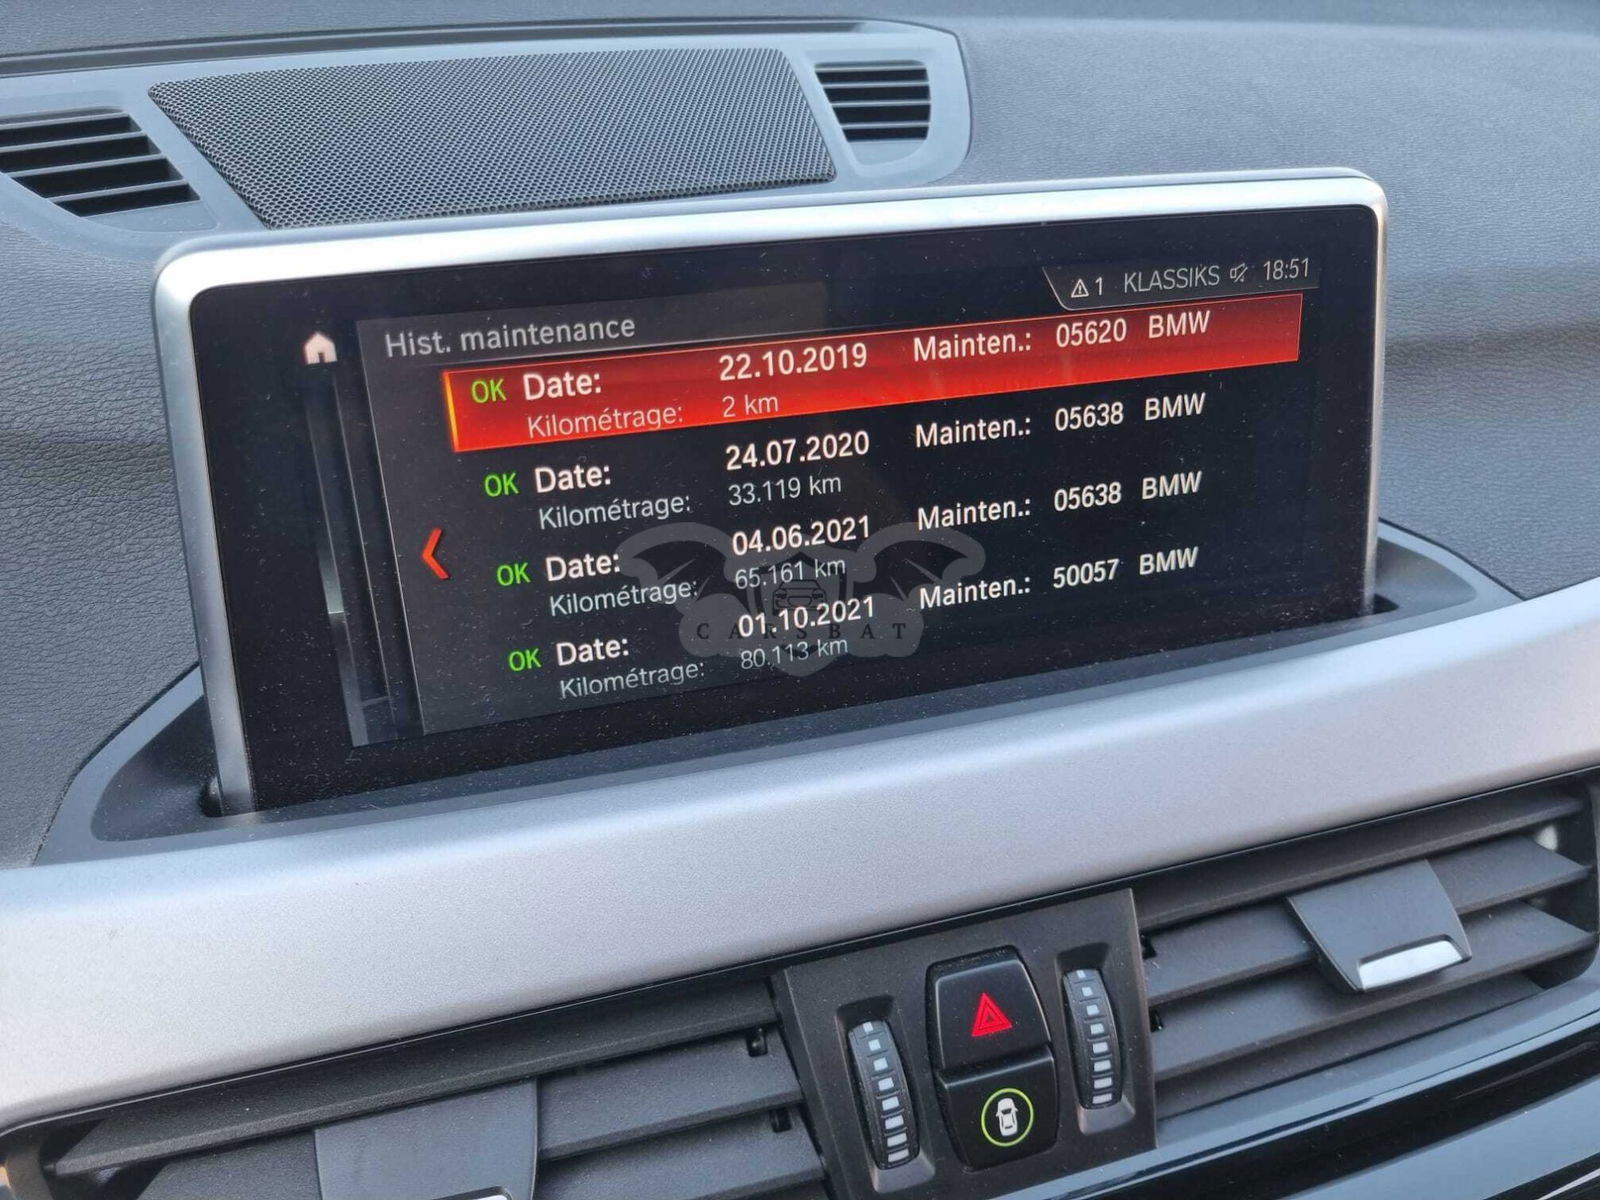 1 KLASSIKS 18:51
Hist. maintenance
OK Date: 22.10.2019 Mainten.: 05620 BMW
Kilométrage: 2 km
OK Date: 24.07.2020 Mainten.: 05638 BMW
Kilométrage: 33.119 km
OK Date: 04.06.2021 Mainten.: 05638 BMW
Kilométrage: 65.161 km
OK Date: 01.10.2021 Mainten.: 50057 BMW
Kilométrage: 80.113 km
CARSBAT